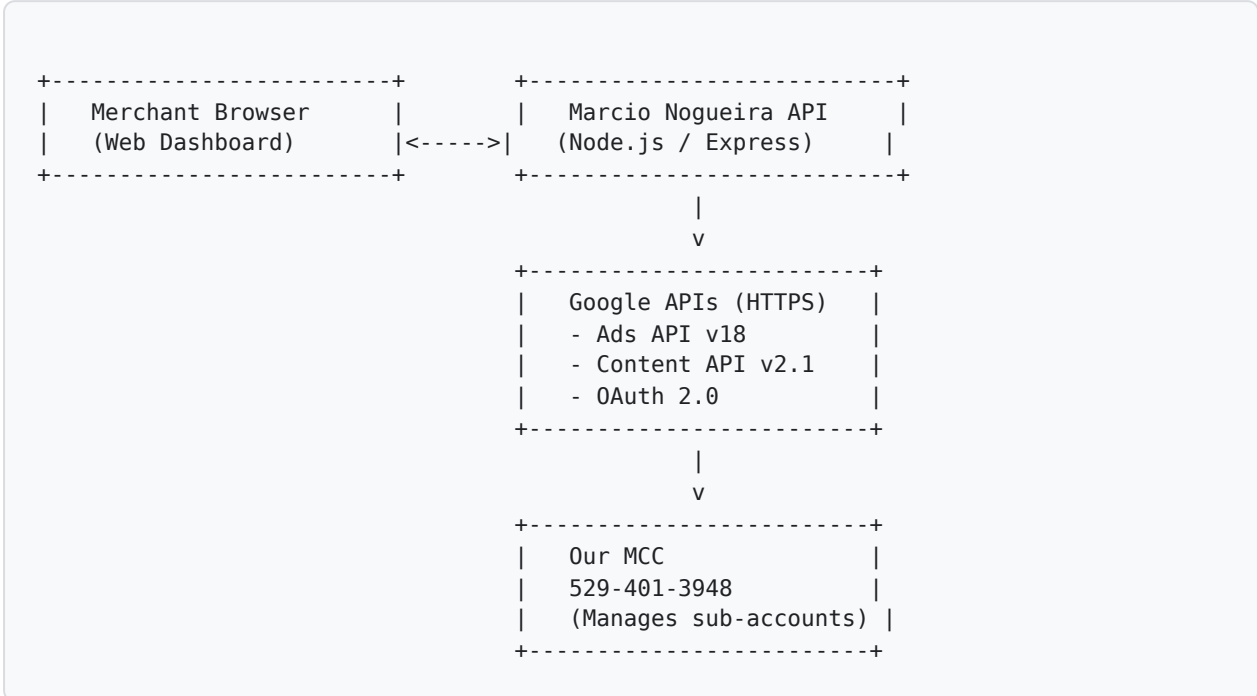 +-------------------------+        +---------------------------+
|   Merchant Browser      |        |   Marcio Nogueira API     |
|   (Web Dashboard)       |<----->|   (Node.js / Express)     |
+-------------------------+        +---------------------------+
|
v
+-------------------------+
|   Google APIs (HTTPS)   |
|   - Ads API v18         |
|   - Content API v2.1    |
|   - OAuth 2.0           |
+-------------------------+
|
v
+-------------------------+
|   Our MCC               |
|   529-401-3948          |
|   (Manages sub-accounts) |
+-------------------------+